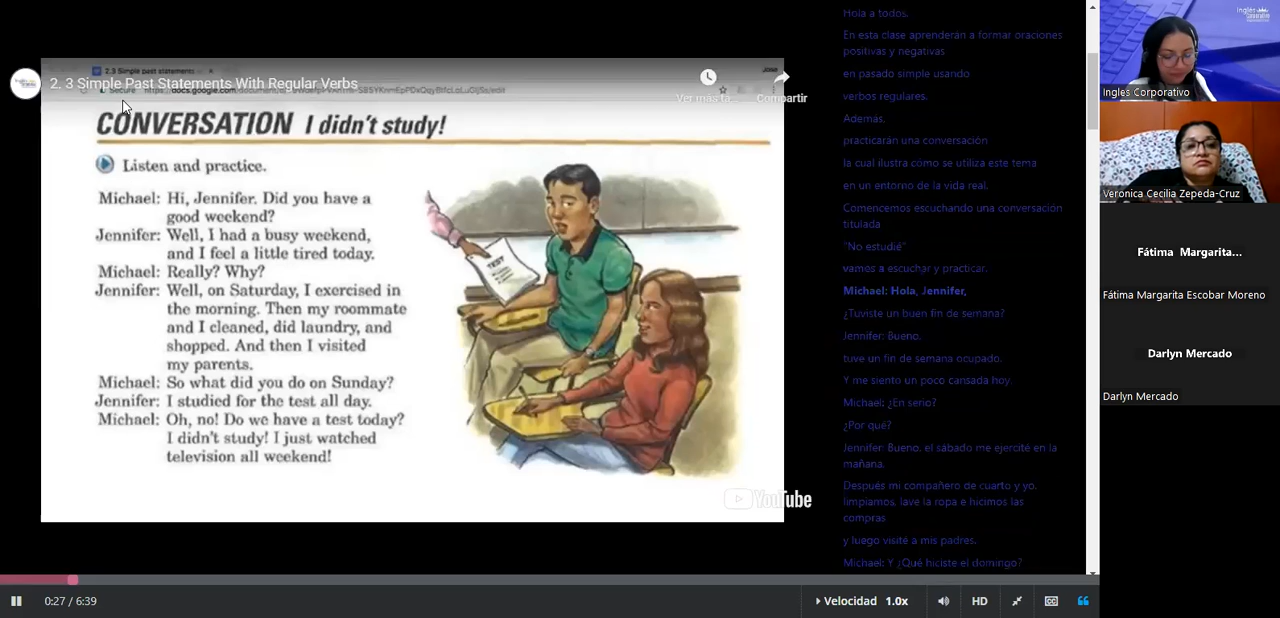 2. 3 Simple Past Statements With Regular Verbs
Ver más t...
Compartir
CONVERSATION I didn't study!
Listen and practice.
Michael: Hi, Jennifer. Did you have a
good weekend?
Jennifer: Well, I had a busy weekend,
and I feel a little tired today.
Michael: Really? Why?
Jennifer: Well, on Saturday, I exercised in
the morning. Then my roommate
and I cleaned, did laundry, and
shopped. And then I visited
my parents.
Michael: So what did you do on Sunday?
Jennifer: I studied for the test all day.
Michael: Oh, no! Do we have a test today?
I didn't study! I just watched
television all weekend!
TEST
YouTube
0:27 / 6:39
Velocidad 1.0x
HD
CC
Hola a todos.
En esta clase aprenderán a formar oraciones
positivas y negativas
en pasado simple usando
verbos regulares.
Además,
practicarán una conversación
la cual ilustra como se utiliza este tema
en un entorno de la vida real.
Comencemos escuchando una conversación
titulada
"No estudié"
vamos a escuchar y practicar.
Michael: Hola, Jennifer,
¿Tuviste un buen fin de semana?
Jennifer: Bueno,
tuve un fin de semana ocupado.
Y me siento un poco cansada hoy.
Michael: ¿En serio?
¿Por qué?
Jennifer: Bueno, el sábado me ejercité en la
mañana.
Después mi compañero de cuarto y yo,
limpiamos, lave la ropa e hicimos las
compras
y luego visité a mis padres.
Michael: Y ¿Qué hiciste el domingo?
Ingles Corporativo
Veronica Cecilia Zepeda-Cruz
Fátima Margarita...
Fátima Margarita Escobar Moreno
Darlyn Mercado
Darlyn Mercado